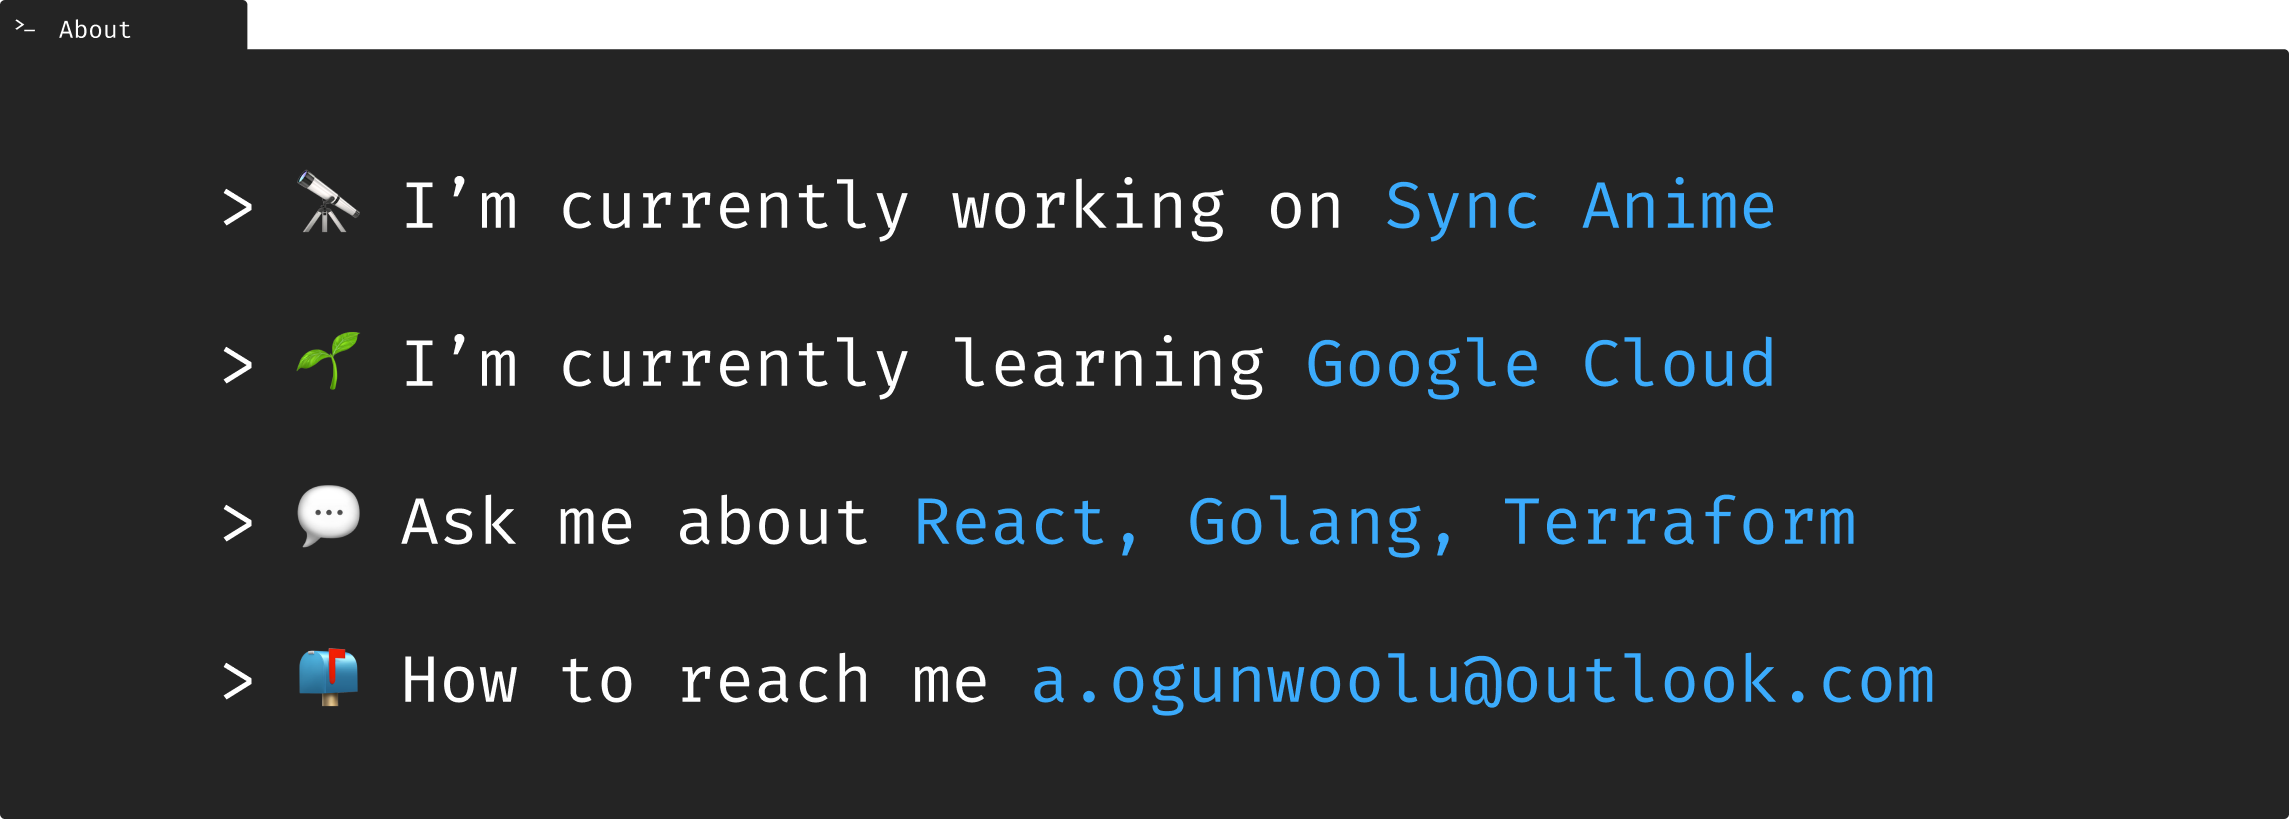 >_ About
> 🔭 I’m currently working on Sync Anime
> 🌱 I’m currently learning Google Cloud
> 💬 Ask me about React, Golang, Terraform
> 📫 How to reach me a.ogunwoolu@outlook.com